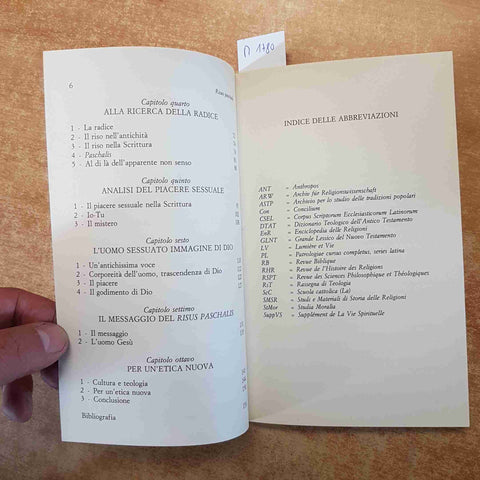 n 1780
6
Risus paschalis
Capitolo quarto
ALLA RICERCA DELLA RADICE
1 - La radice
2 - Il riso nell'antichità
3 - Il riso nella Scrittura
4 - Paschalis
5 - Al di là dell'apparente non senso
Capitolo quinto
ANALISI DEL PIACERE SESSUALE
1 - Il piacere sessuale nella Scrittura
2 - Io-Tu
3 - Il mistero
Capitolo sesto
L'UOMO SESSUATO IMMAGINE DI DIO
1 - Un'antichissima voce
2 - Corporeità dell'uomo, trascendenza di Dio
3 - Il piacere
4 - Il godimento di Dio
Capitolo settimo
IL MESSAGGIO DEL RISUS PASCHALIS
1 - Il messaggio
2 - L'uomo Gesù
Capitolo ottavo
PER UN'ETICA NUOVA
1 - Cultura e teologia
2 - Per un'etica nuova
3 - Conclusione
Bibliografia
INDICE DELLE ABBREVIAZIONI
ANT = Anthropos
ARW = Archiv für Religionswissenschaft
ASTP = Archivio per lo studio delle tradizioni popolari
Con = Concilium
CSEL = Corpus Scriptorum Ecclesiasticorum Latinorum
DTAT = Dizionario Teologico dell'Antico Testamento
EnR = Enciclopedia delle Religioni
GLNT = Grande Lessico del Nuovo Testamento
LV = Lumière et Vie
PL = Patrologiae cursus completus, series latina
RB = Revue Biblique
RHR = Revue de l'Histoire des Religions
RSPT = Revue des Sciences Philosophique et Théologiques
RsT = Rassegna di Teologia
ScC = Scuola cattolica (La)
SMSR = Studi e Materiali di Storia delle Religioni
StMor = Studia Moralia
SuppVS = Supplément de La Vie Spirituelle